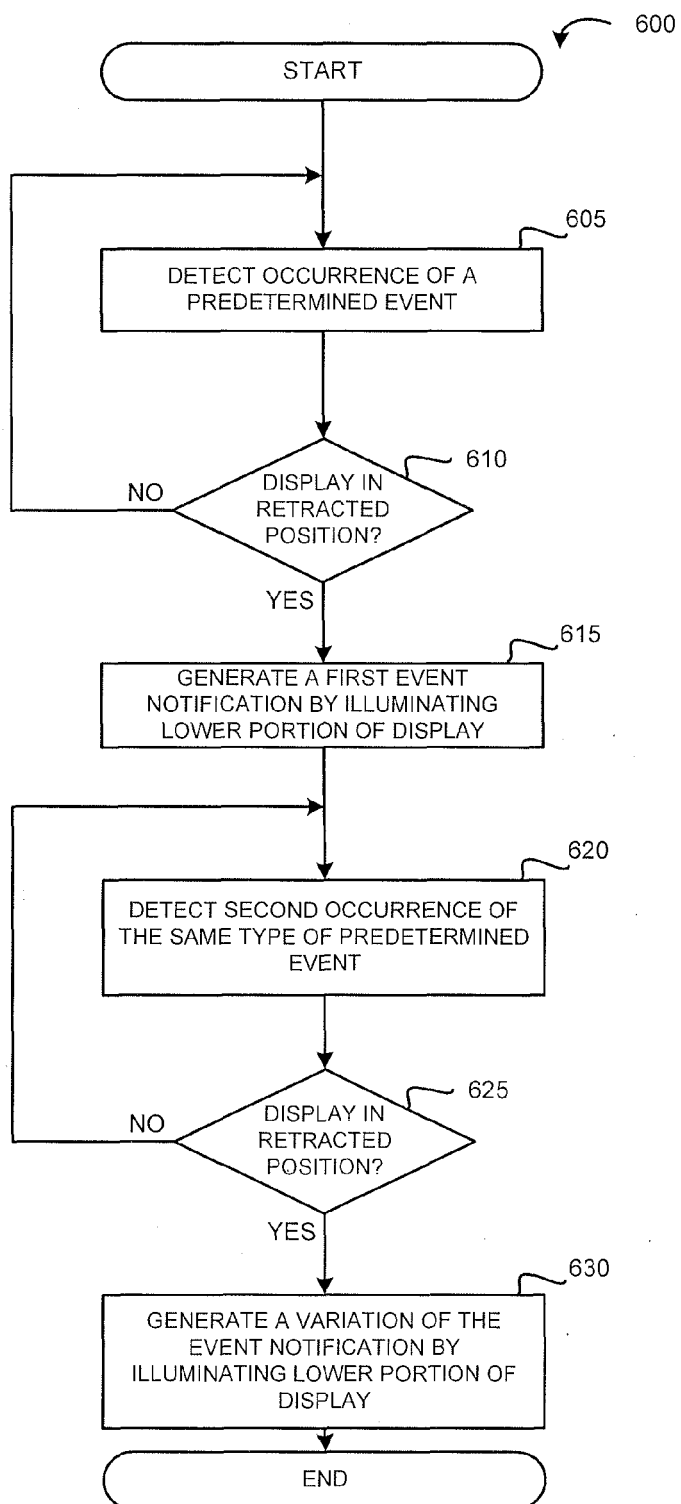 600
START
605
DETECT OCCURRENCE OF A
PREDETERMINED EVENT
610
DISPLAY IN
RETRACTED
POSITION?
NO
YES
615
GENERATE A FIRST EVENT
NOTIFICATION BY ILLUMINATING
LOWER PORTION OF DISPLAY
620
DETECT SECOND OCCURRENCE OF
THE SAME TYPE OF PREDETERMINED
EVENT
625
DISPLAY IN
RETRACTED
POSITION?
NO
YES
630
GENERATE A VARIATION OF THE
EVENT NOTIFICATION BY
ILLUMINATING LOWER PORTION OF
DISPLAY
END